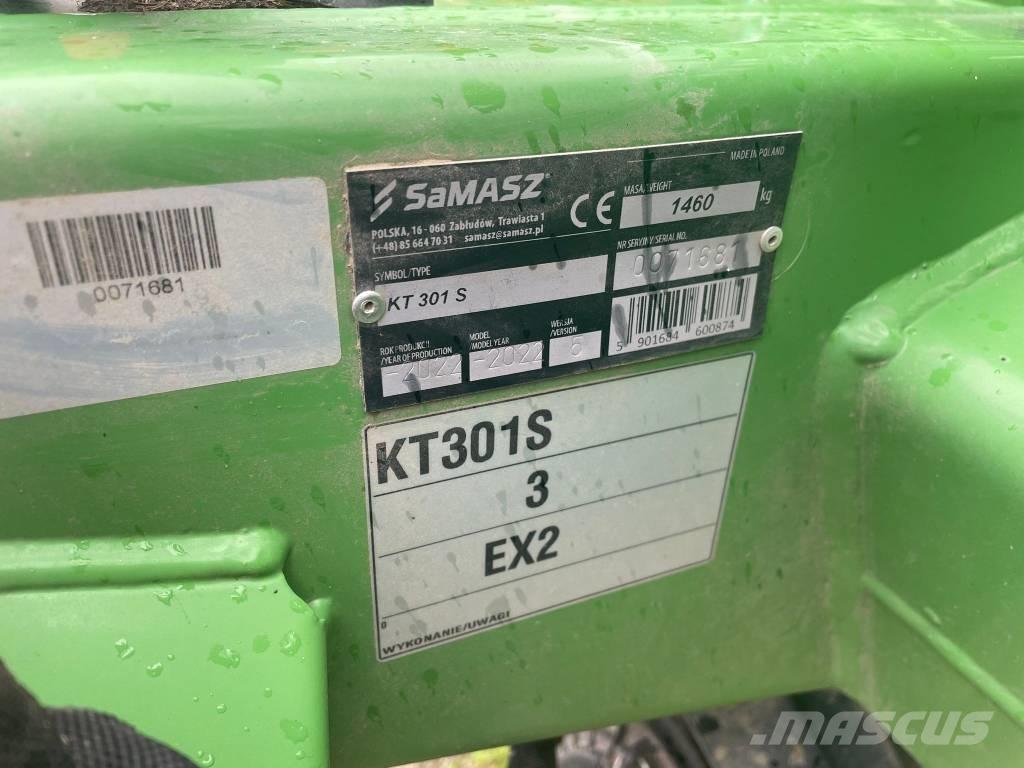 0071681
SaMASZ®
MADE IN POLAND
POLSKA, 16 - 060 Zabłudów, Trawiasta 1
(+48) 85 664 70 31 samasz@samasz.pl
CE
MASA/WEIGHT
1460 kg
SYMBOL/TYPE
KT 301 S
NR SERYJNY/SERIAL NO.
0071681
ROK PRODUKCJI
/YEAR OF PRODUCTION
-2022
MODEL
/MODEL YEAR
-2022
WERSJA
/VERSION
5 901684 600874
KT301S
3
EX2
0
WYKONANIE/UWAGI
MASCUS